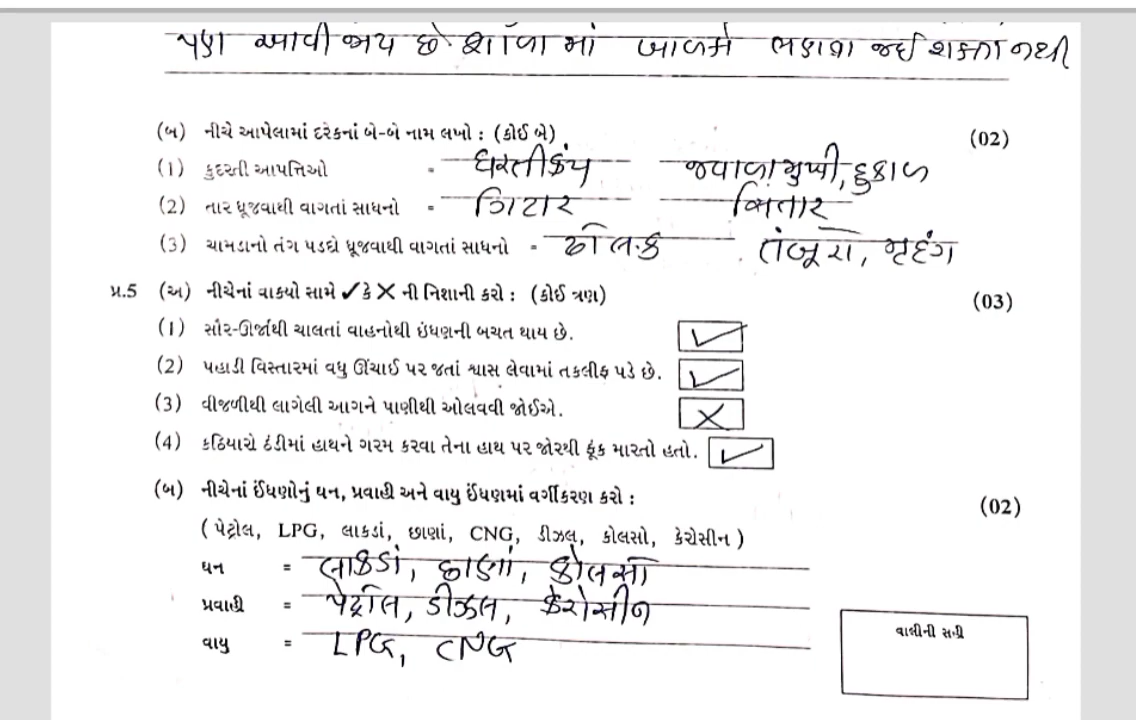 પણ આવી જાય છે. શાળામાં બાળકો ભણવા જઈ શકતા નથી
(બ) નીચે આપેલામાં દરેકનાં બે-બે નામ લખો : (કોઈ બે) (02)
(1) કુદરતી આપત્તિઓ - ધરતીકંપ જવાળામુખી, દુકાળ
(2) તાર ધ્રૂજવાથી વાગતાં સાધનો - ગિટાર સિતાર
(3) ચામડાનો તંગ પડદો ધ્રૂજવાથી વાગતાં સાધનો - ઢોલક તંબૂરો, મૃદંગ
પ્ર.5 (અ) નીચેનાં વાક્યો સામે ✓ કે ✗ ની નિશાની કરો : (કોઈ ત્રણ) (03)
(1) સૌર-ઊર્જાથી ચાલતાં વાહનોથી ઇંધણની બચત થાય છે. ✓
(2) પહાડી વિસ્તારમાં વધુ ઊંચાઈ પર જતાં શ્વાસ લેવામાં તકલીફ પડે છે. ✓
(3) વીજળીથી લાગેલી આગને પાણીથી ઓલવવી જોઈએ. ✗
(4) કઠિયારો ઠંડીમાં હાથને ગરમ કરવા તેના હાથ પર જોરથી ફૂંક મારતો હતો. ✓
(બ) નીચેનાં ઈંધણોનું ઘન, પ્રવાહી અને વાયુ ઈંધણમાં વર્ગીકરણ કરો : (02)
( પેટ્રોલ, LPG, લાકડાં, છાણાં, CNG, ડીઝલ, કોલસો, કેરોસીન )
ઘન = લાકડાં, છાણાં, કોલસો
પ્રવાહી = પેટ્રોલ, ડીઝલ, કેરોસીન
વાયુ = LPG, CNG
વાલીની સહી